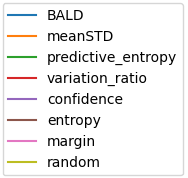 BALD
meanSTD
predictive_entropy
variation_ratio
confidence
entropy
margin
random